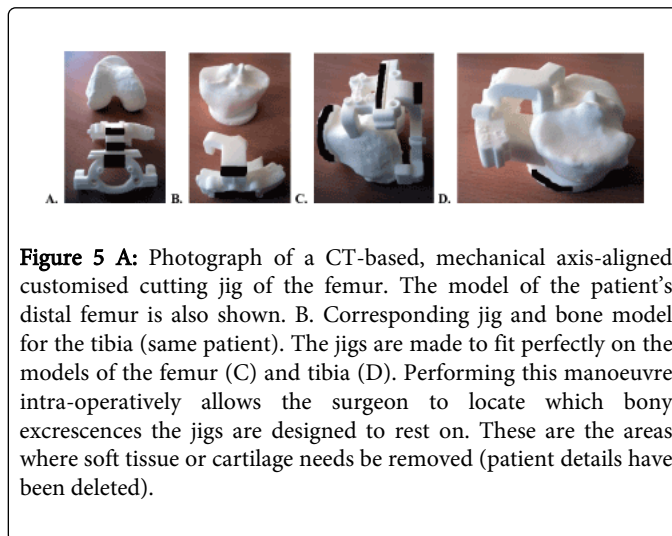 A. B. C. D.
Figure 5 A: Photograph of a CT-based, mechanical axis-aligned
customised cutting jig of the femur. The model of the patient's
distal femur is also shown. B. Corresponding jig and bone model
for the tibia (same patient). The jigs are made to fit perfectly on the
models of the femur (C) and tibia (D). Performing this manoeuvre
intra-operatively allows the surgeon to locate which bony
excrescences the jigs are designed to rest on. These are the areas
where soft tissue or cartilage needs be removed (patient details have
been deleted).